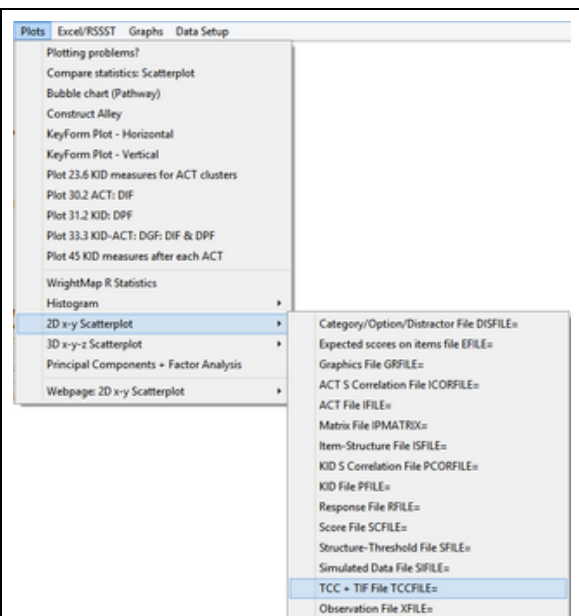 Plots Excel/RSSST Graphs Data Setup
Plotting problems?
Compare statistics: Scatterplot
Bubble chart (Pathway)
Construct Alley
KeyForm Plot - Horizontal
KeyForm Plot - Vertical
Plot 23.6 KID measures for ACT clusters
Plot 30.2 ACT: DIF
Plot 31.2 KID: DPF
Plot 33.3 KID-ACT: DGF: DIF & DPF
Plot 45 KID measures after each ACT
WrightMap R Statistics
Histogram
2D x-y Scatterplot
3D x-y-z Scatterplot
Principal Components + Factor Analysis
Webpage: 2D x-y Scatterplot
Category/Option/Distractor File DISFILE=
Expected scores on items file EFILE=
Graphics File GRFILE=
ACT S Correlation File ICORFILE=
ACT File IFILE=
Matrix File IPMATRIX=
Item-Structure File ISFILE=
KID S Correlation File PCORFILE=
KID File PFILE=
Response File RFILE=
Score File SCFILE=
Structure-Threshold File SFILE=
Simulated Data File SIFILE=
TCC + TIF File TCCFILE=
Observation File XFILE=